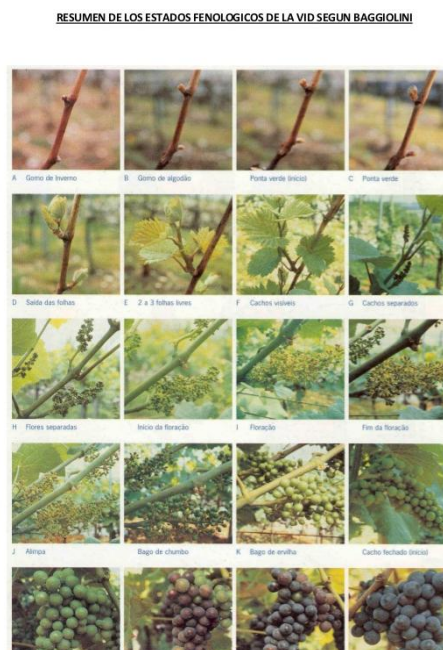 RESUMEN DE LOS ESTADOS FENOLOGICOS DE LA VID SEGUN BAGGIOLINI
A Gomo de Inverno
B Gomo de algodão
Ponta verde (início)
C Ponta verde
D Saída das folhas
E 2 a 3 folhas livres
F Cachos visíveis
G Cachos separados
H Flores separadas
Início da floração
I Floração
Fim da floração
J Alimpa
Bago de chumbo
K Bago de ervilha
Cacho fechado (início)